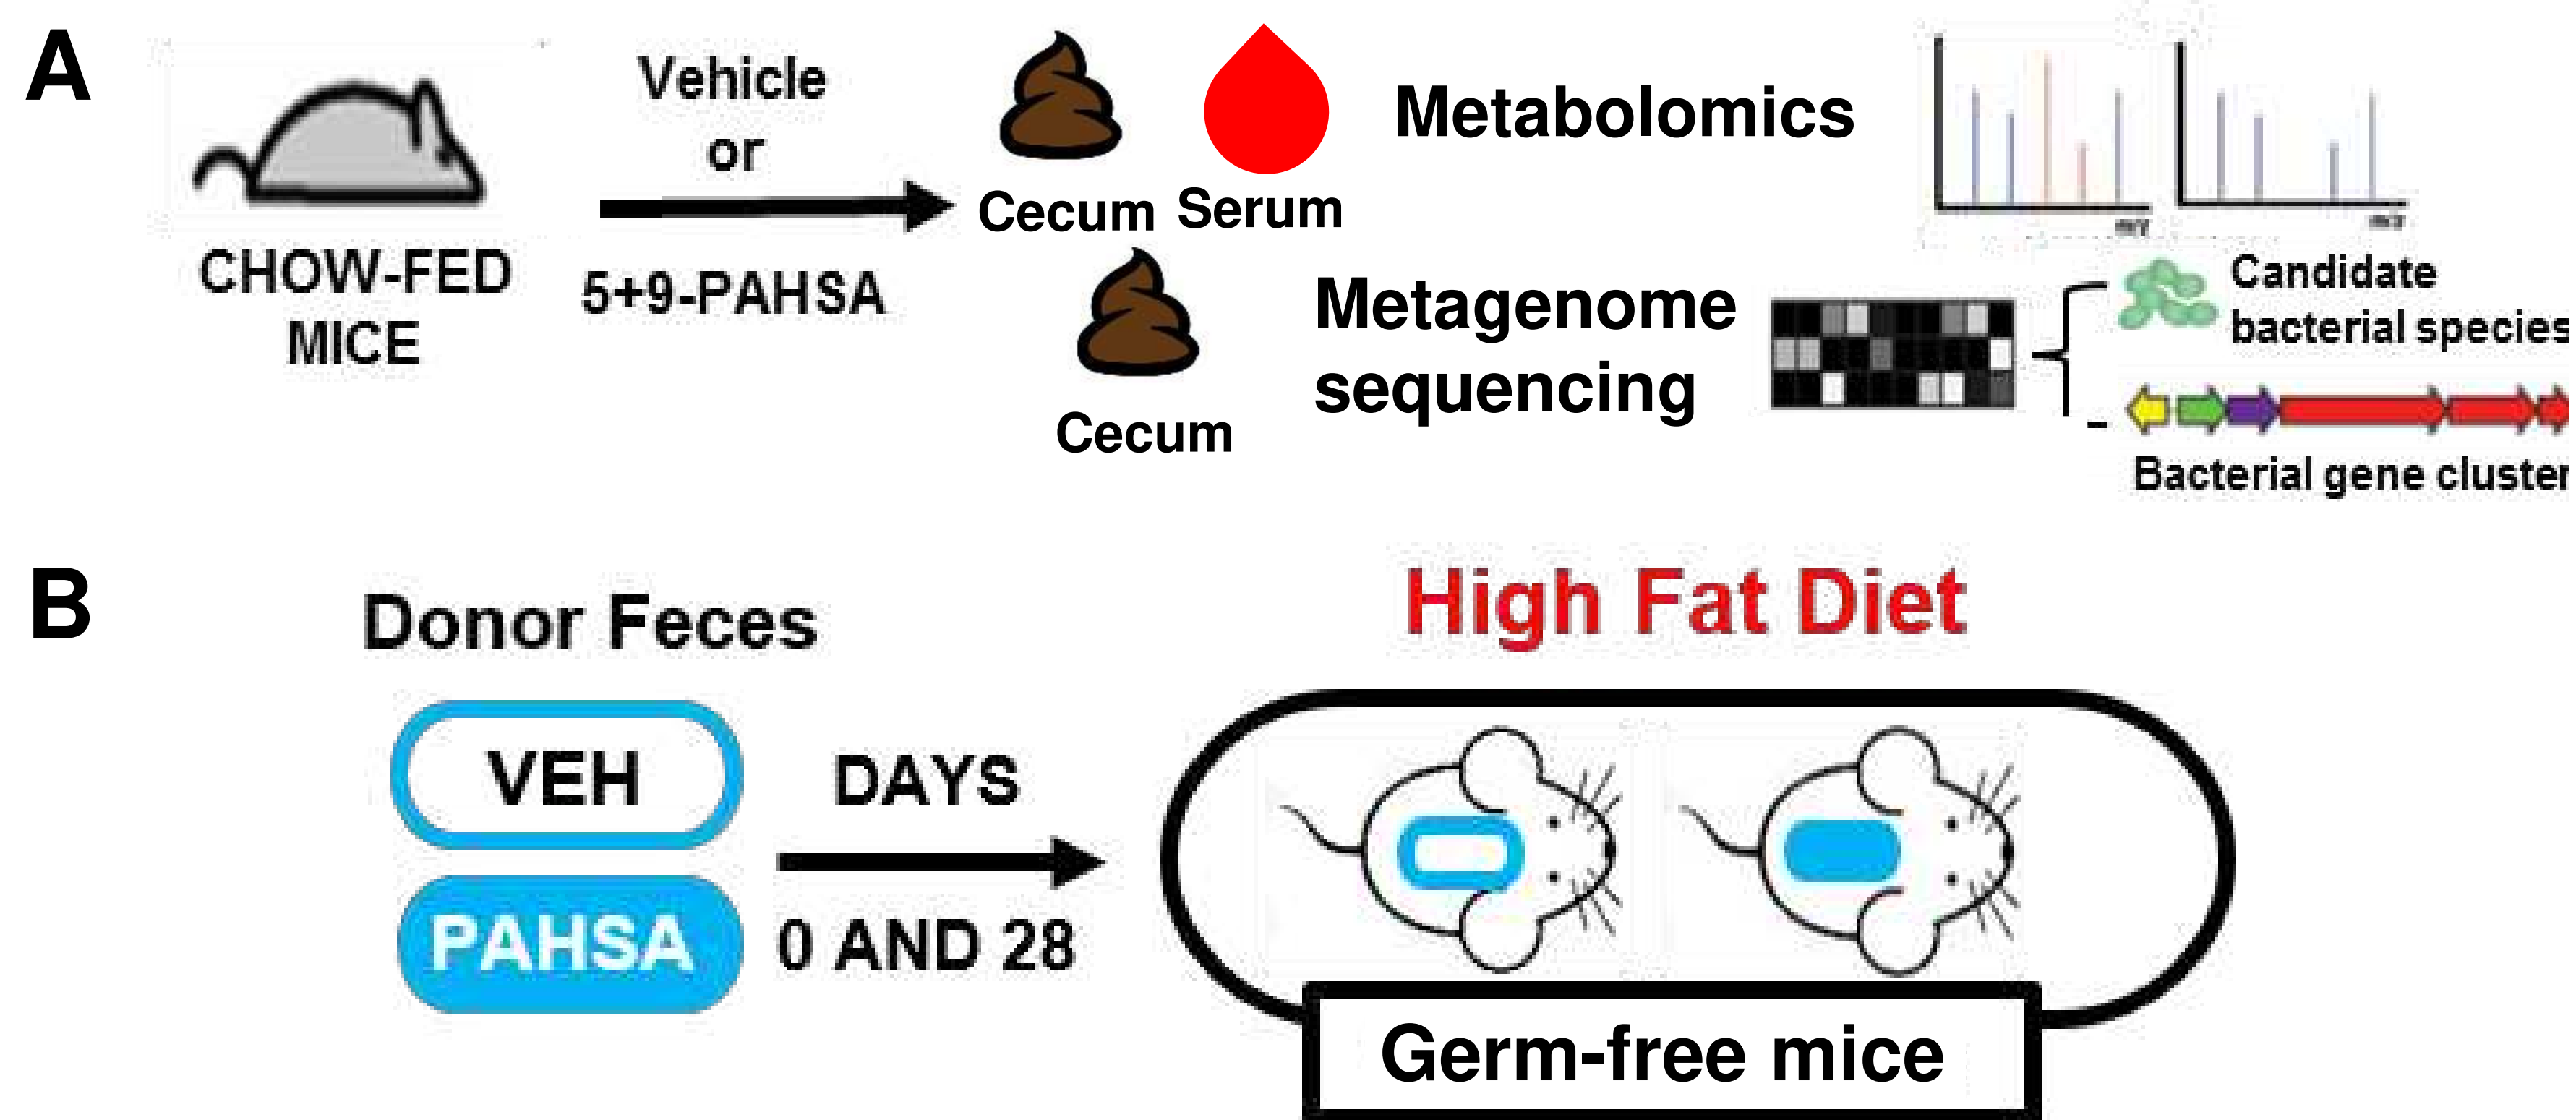 A
Vehicle
or
5+9-PAHSA
CHOW-FED
MICE
Cecum
Serum
Metabolomics
m/z
m/z
Cecum
Metagenome
sequencing
Candidate
bacterial species
Bacterial gene cluster
B
Donor Feces
VEH
PAHSA
DAYS
0 AND 28
High Fat Diet
Germ-free mice